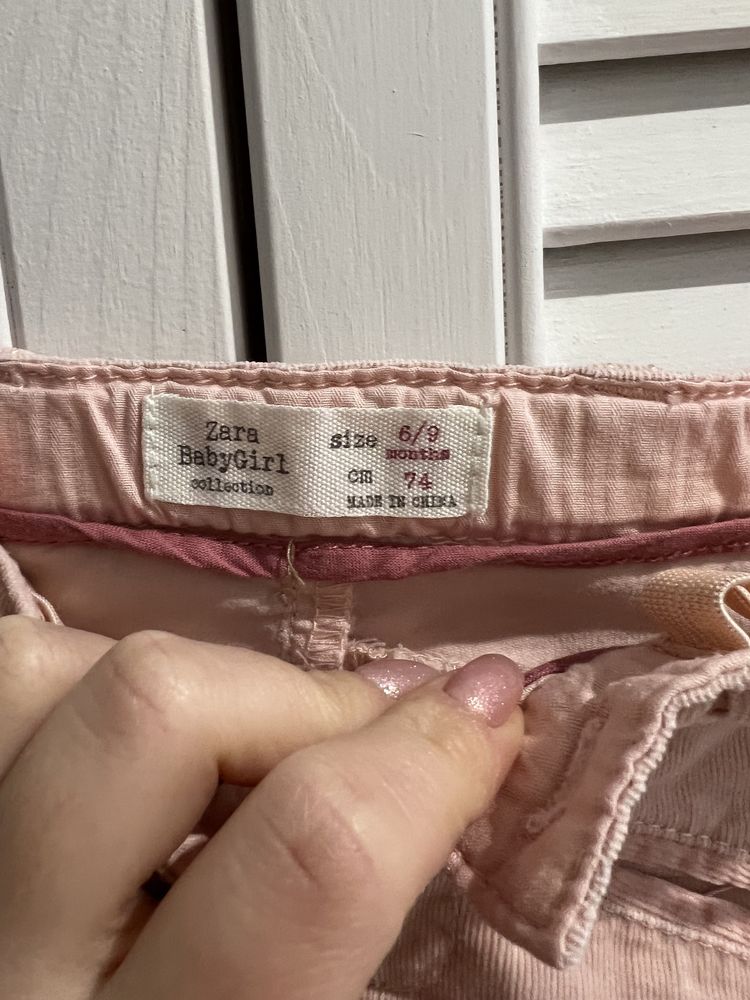 Zara
BabyGirl
collection
size 6/9
months
cm 74
MADE IN CHINA